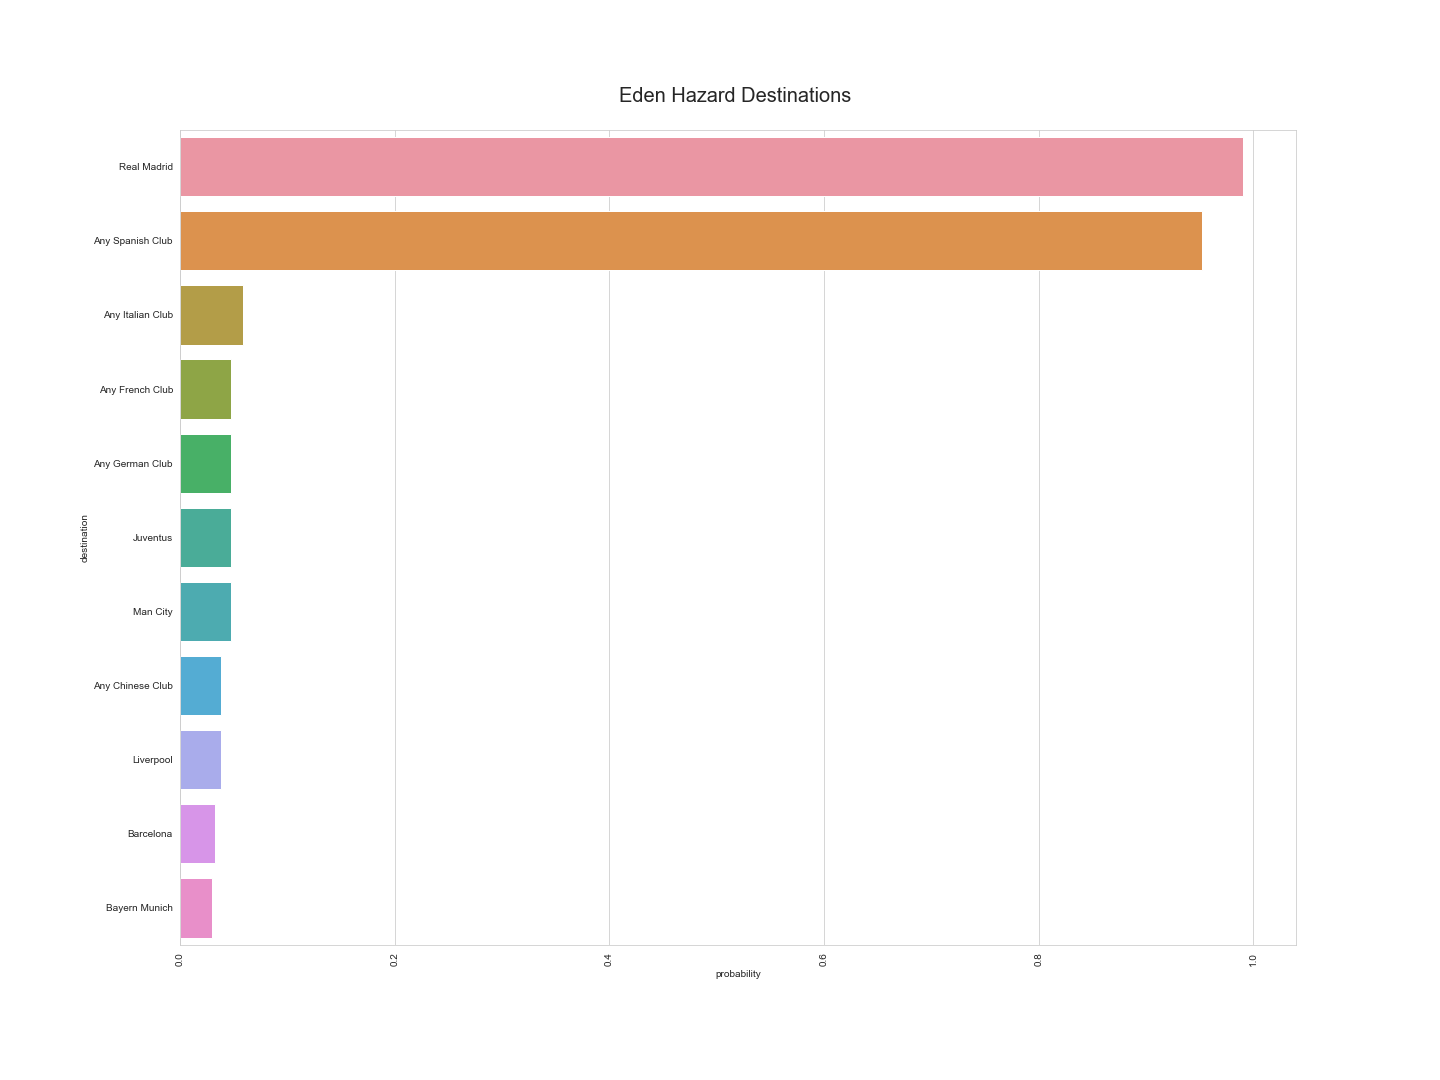 Eden Hazard Destinations
Real Madrid
Any Spanish Club
Any Italian Club
Any French Club
Any German Club
Juventus
Man City
Any Chinese Club
Liverpool
Barcelona
Bayern Munich
destination
0.0 0.2 0.4 0.6 0.8 1.0
probability